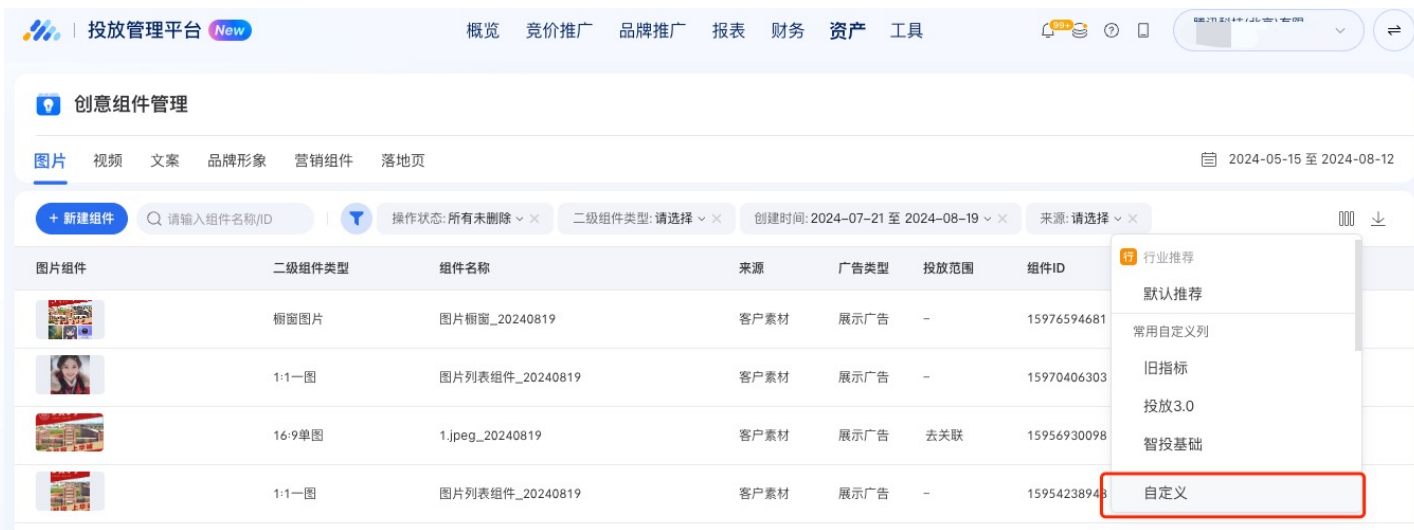 投放管理平台 New 概览 竞价推广 品牌推广 报表 财务 资产 工具 99+
创意组件管理
图片 视频 文案 品牌形象 营销组件 落地页 2024-05-15 至 2024-08-12
+ 新建组件 请输入组件名称/ID 操作状态: 所有未删除 二级组件类型: 请选择 创建时间: 2024-07-21 至 2024-08-19 来源: 请选择
图片组件 二级组件类型 组件名称 来源 广告类型 投放范围 组件ID
橱窗图片 图片橱窗_20240819 客户素材 展示广告 - 15976594681
1:1一图 图片列表组件_20240819 客户素材 展示广告 - 15970406303
16:9单图 1.jpeg_20240819 客户素材 展示广告 去关联 15956930098
1:1一图 图片列表组件_20240819 客户素材 展示广告 - 15954238948
行 行业推荐
默认推荐
常用自定义列
旧指标
投放3.0
智投基础
自定义